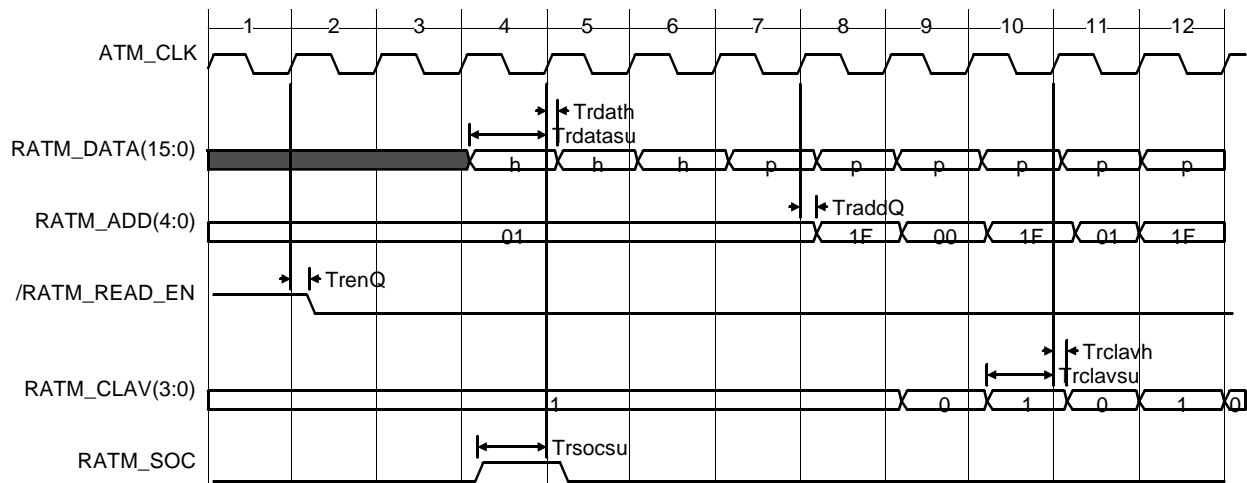 1 2 3 4 5 6 7 8 9 10 11 12
ATM_CLK
Trdath
Trdatasu
RATM_DATA(15:0)
h h h p p p p p p
TraddQ
RATM_ADD(4:0)
01 1F 00 1F 01 1F
TrenQ
/RATM_READ_EN
Trclavh
Trclavsu
RATM_CLAV(3:0)
1 0 1 0 1 0
Trsocsu
RATM_SOC